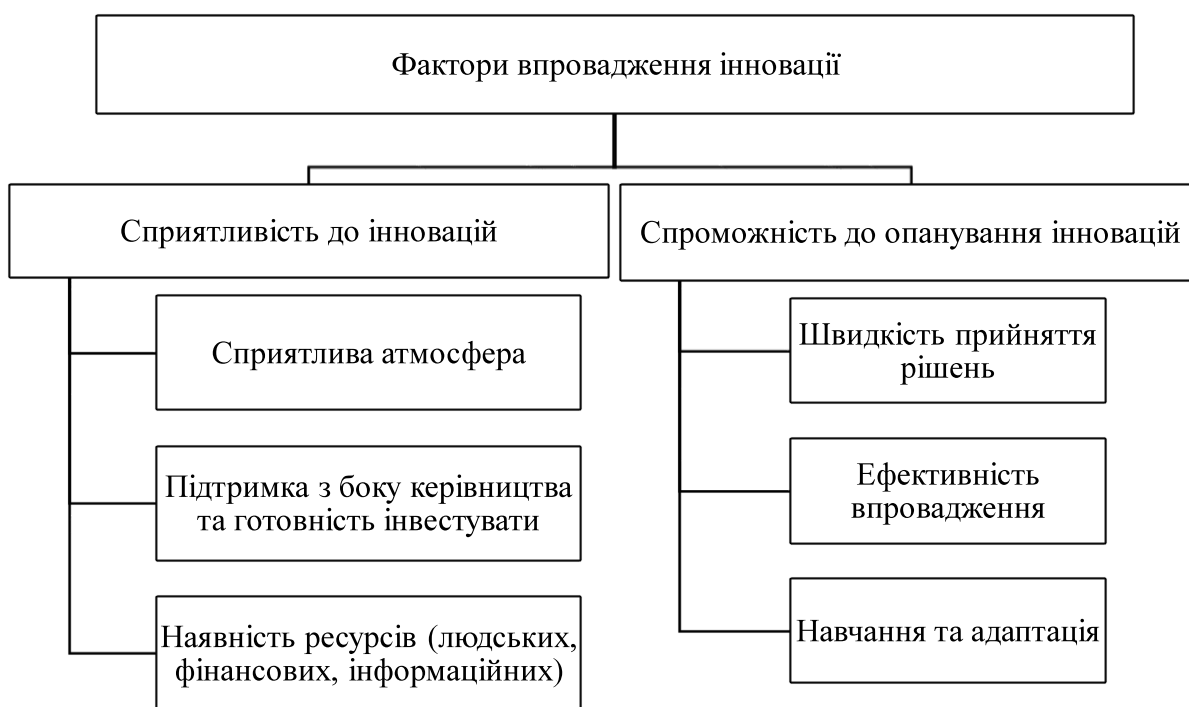 Фактори впровадження інновації
Сприятливість до інновацій
Сприятлива атмосфера
Підтримка з боку керівництва
та готовність інвестувати
Наявність ресурсів (людських,
фінансових, інформаційних)
Спроможність до опанування інновацій
Швидкість прийняття
рішень
Ефективність
впровадження
Навчання та адаптація